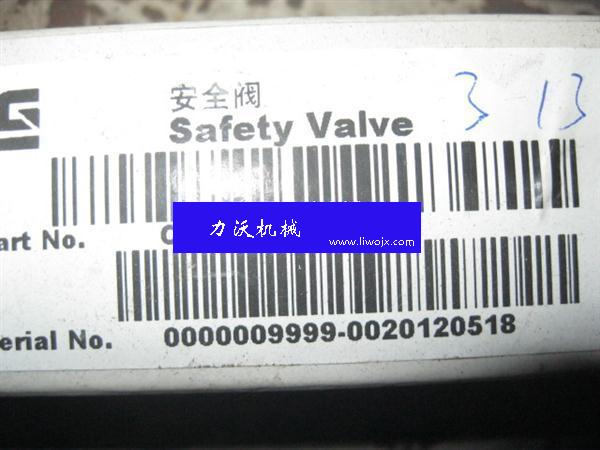 安全阀
Safety Valve
3 13
art No.
力沃机械
www.liwojx.com
erial No. 0000009999-0020120518